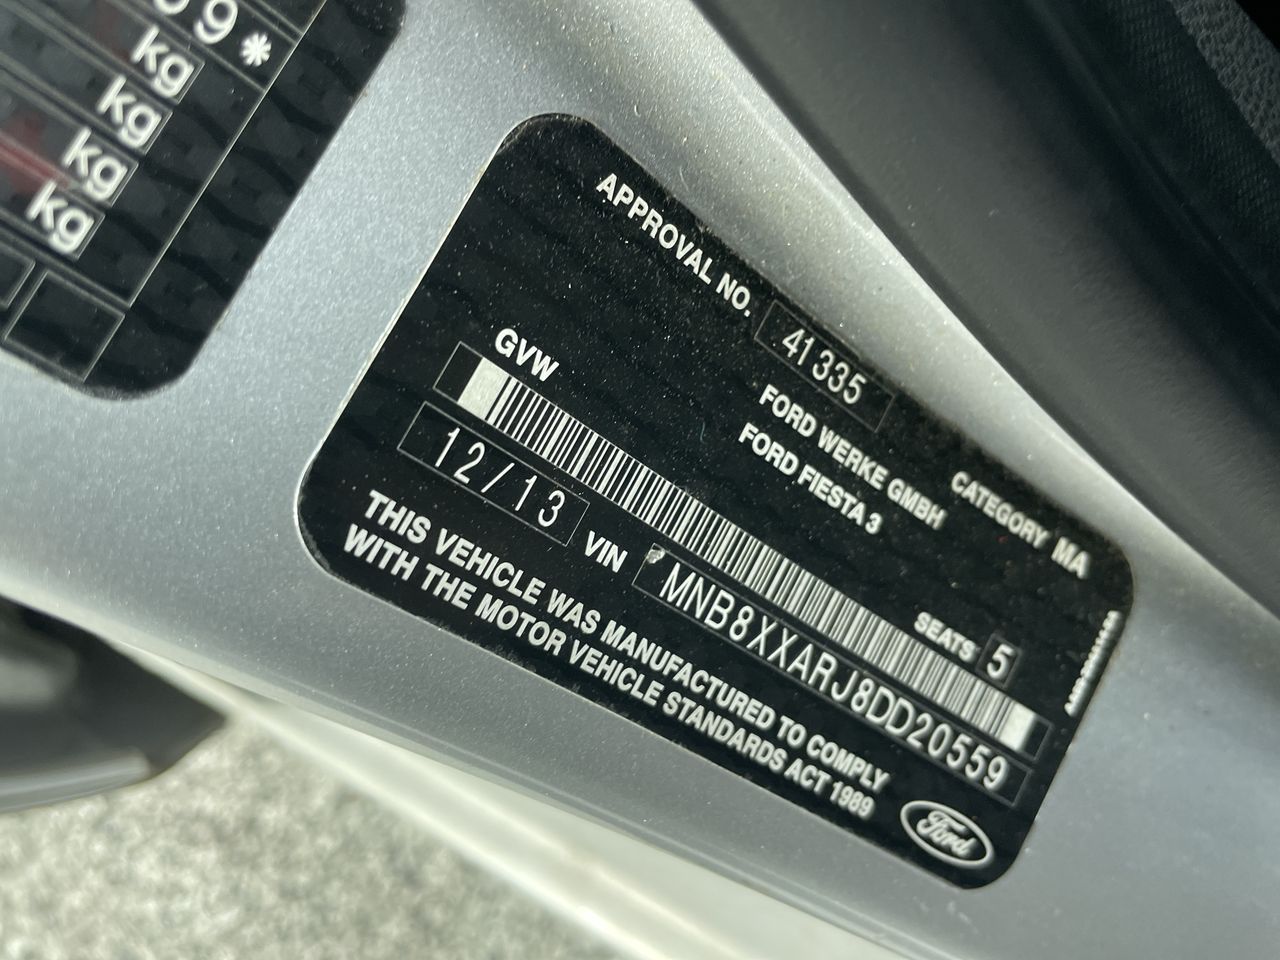 9*
kg
kg
kg
kg
APPROVAL NO. 41335
CATEGORY MA
FORD WERKE GMBH
FORD FIESTA 3
GVW
SEATS 5
12/13 VIN MNB8XXARJ8DD20559
THIS VEHICLE WAS MANUFACTURED TO COMPLY
WITH THE MOTOR VEHICLE STANDARDS ACT 1989
Ford